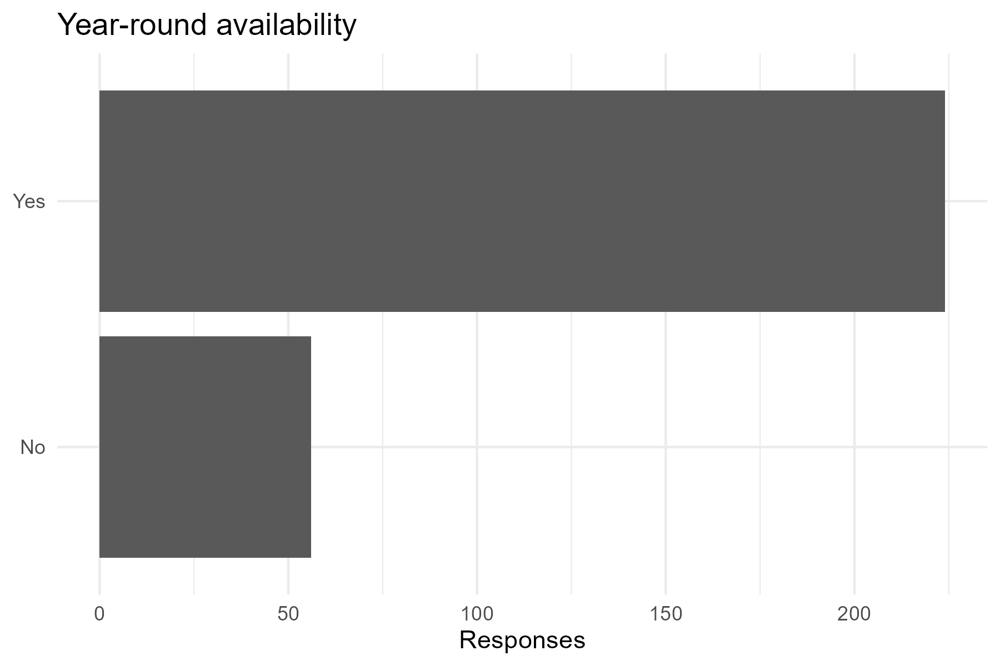 Year-round availability
Yes
No
0 50 100 150 200
Responses